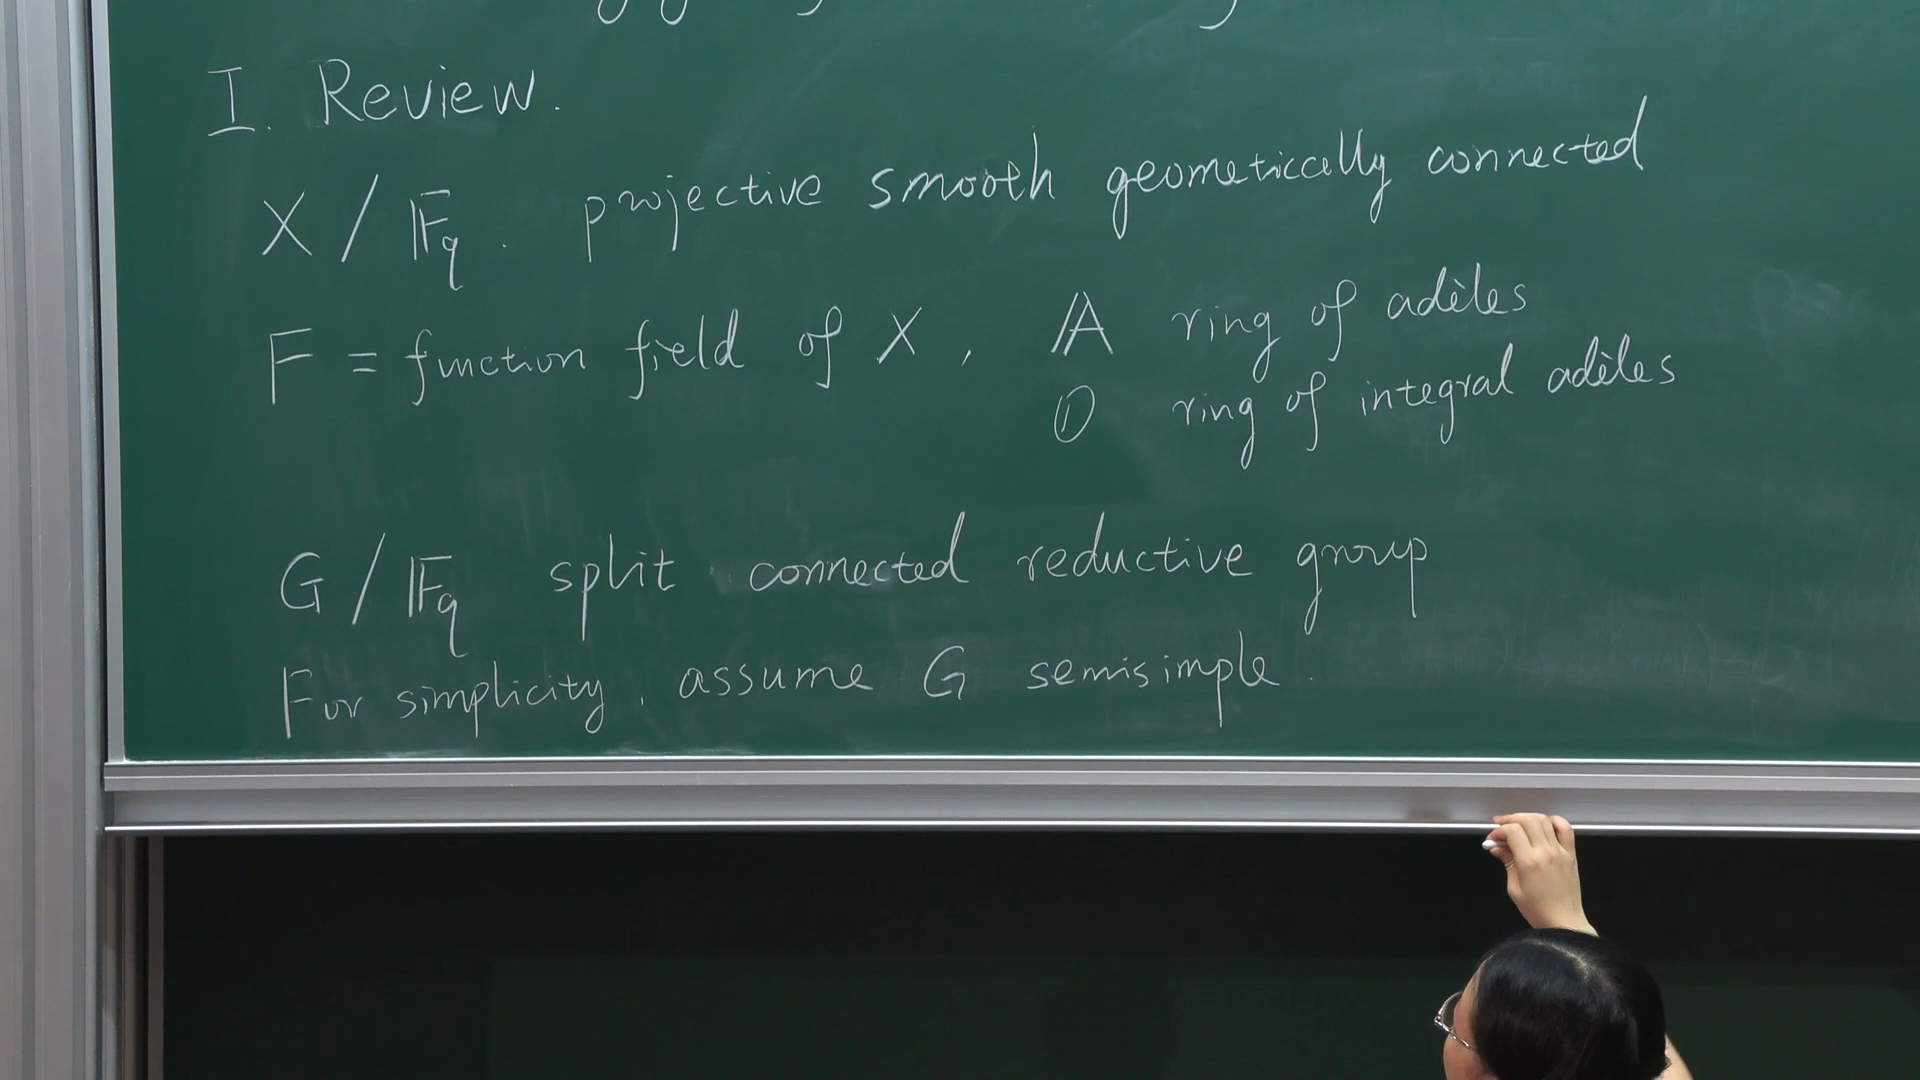 I. Review.
X / 𝔽q . projective smooth geometically connected
F = function field of X , 𝔸 ring of adèles
𝕆 ring of integral adèles
G / 𝔽q split connected reductive group
For simplicity, assume G semisimple.